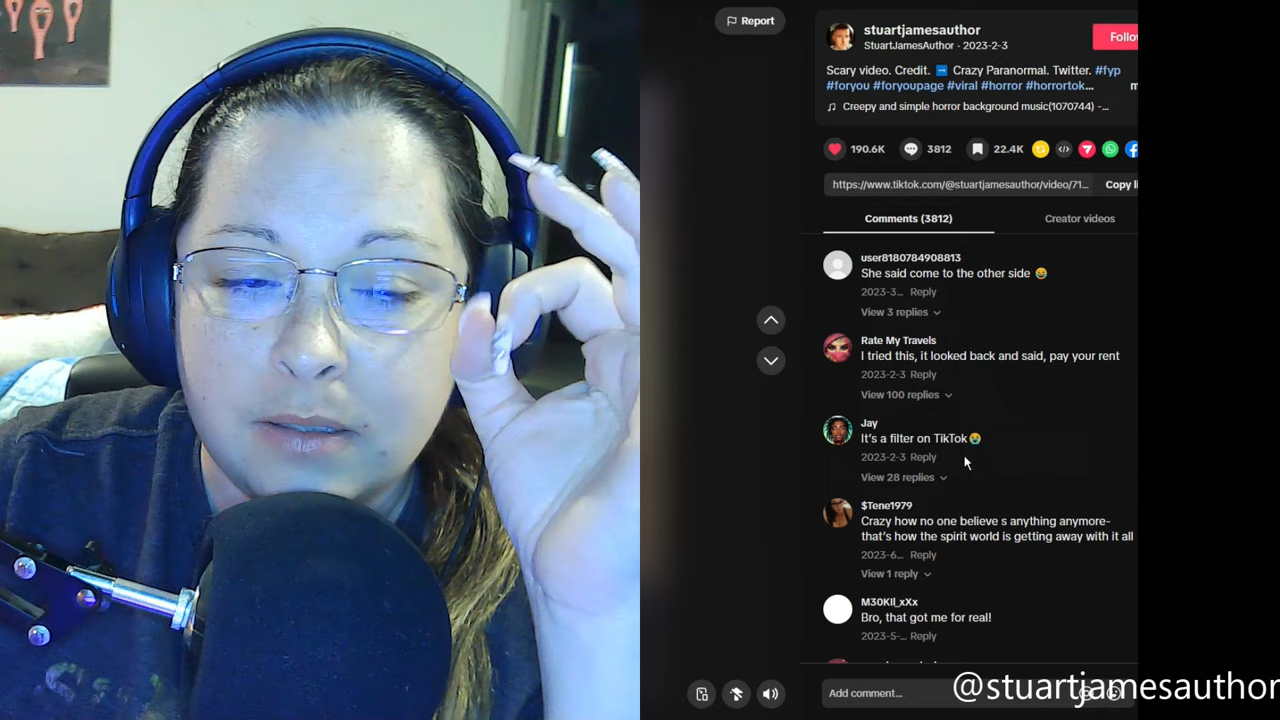 Report
stuartjamesauthor
StuartJamesAuthor · 2023-2-3
Follow
Scary video. Credit. ➡ Crazy Paranormal. Twitter. #fyp
#foryou #foryoupage #viral #horror #horrortok...
Creepy and simple horror background music(1070744) -...
190.6K
3812
22.4K
https://www.tiktok.com/@stuartjamesauthor/video/71...
Copy li
Comments (3812)
Creator videos
user8180784908813
She said come to the other side 😂
2023-3... Reply
View 3 replies
Rate My Travels
I tried this, it looked back and said, pay your rent
2023-2-3 Reply
View 100 replies
Jay
It's a filter on TikTok😭
2023-2-3 Reply
View 28 replies
$Tene1979
Crazy how no one believe s anything anymore-
that's how the spirit world is getting away with it all
2023-6... Reply
View 1 reply
M30KIl_xXx
Bro, that got me for real!
2023-5-... Reply
Add comment...
@stuartjamesauthor